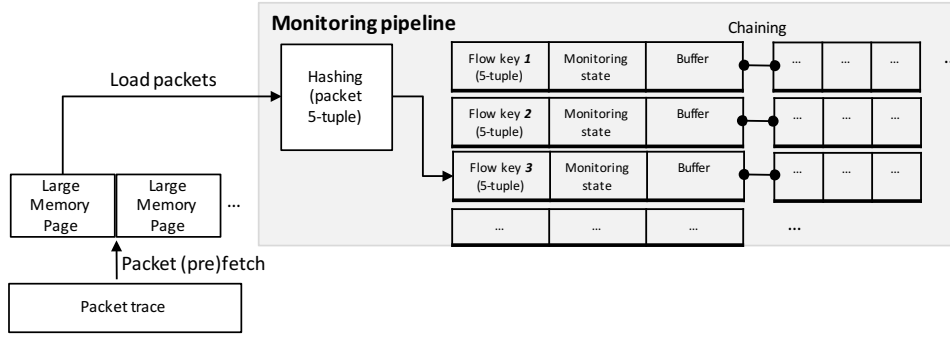 Monitoring pipeline
Chaining
Load packets
Hashing
(packet
5-tuple)
Flow key 1
(5-tuple)
Monitoring
state
Buffer
...
...
...
...
Flow key 2
(5-tuple)
Monitoring
state
Buffer
...
...
...
Flow key 3
(5-tuple)
Monitoring
state
Buffer
...
...
...
...
...
...
...
Large
Memory
Page
Large
Memory
Page
...
Packet (pre)fetch
Packet trace